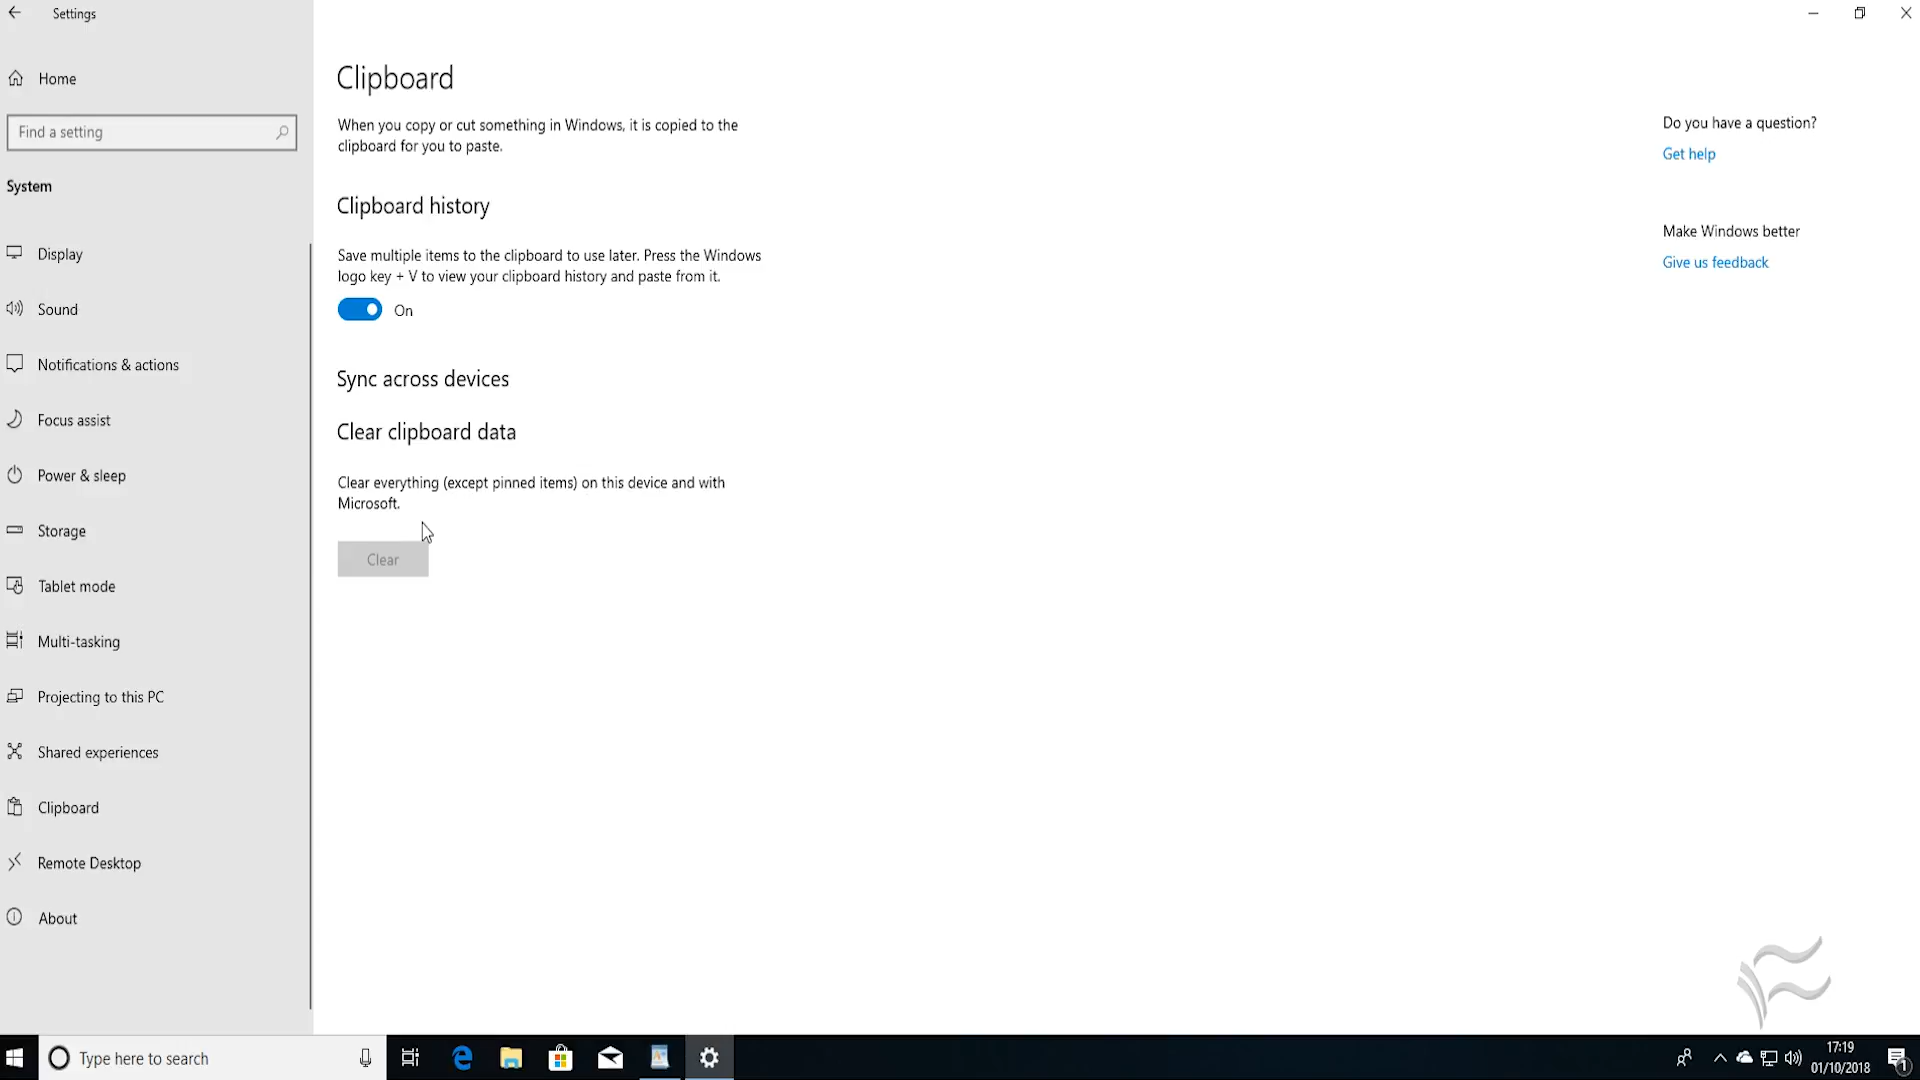 Settings
Home
Find a setting
System
Display
Sound
Notifications & actions
Focus assist
Power & sleep
Storage
Tablet mode
Multi-tasking
Projecting to this PC
Shared experiences
Clipboard
Remote Desktop
About
Clipboard
When you copy or cut something in Windows, it is copied to the
clipboard for you to paste.
Clipboard history
Save multiple items to the clipboard to use later. Press the Windows
logo key + V to view your clipboard history and paste from it.
On
Sync across devices
Clear clipboard data
Clear everything (except pinned items) on this device and with
Microsoft.
Clear
Do you have a question?
Get help
Make Windows better
Give us feedback
Type here to search
17:19
01/10/2018
1